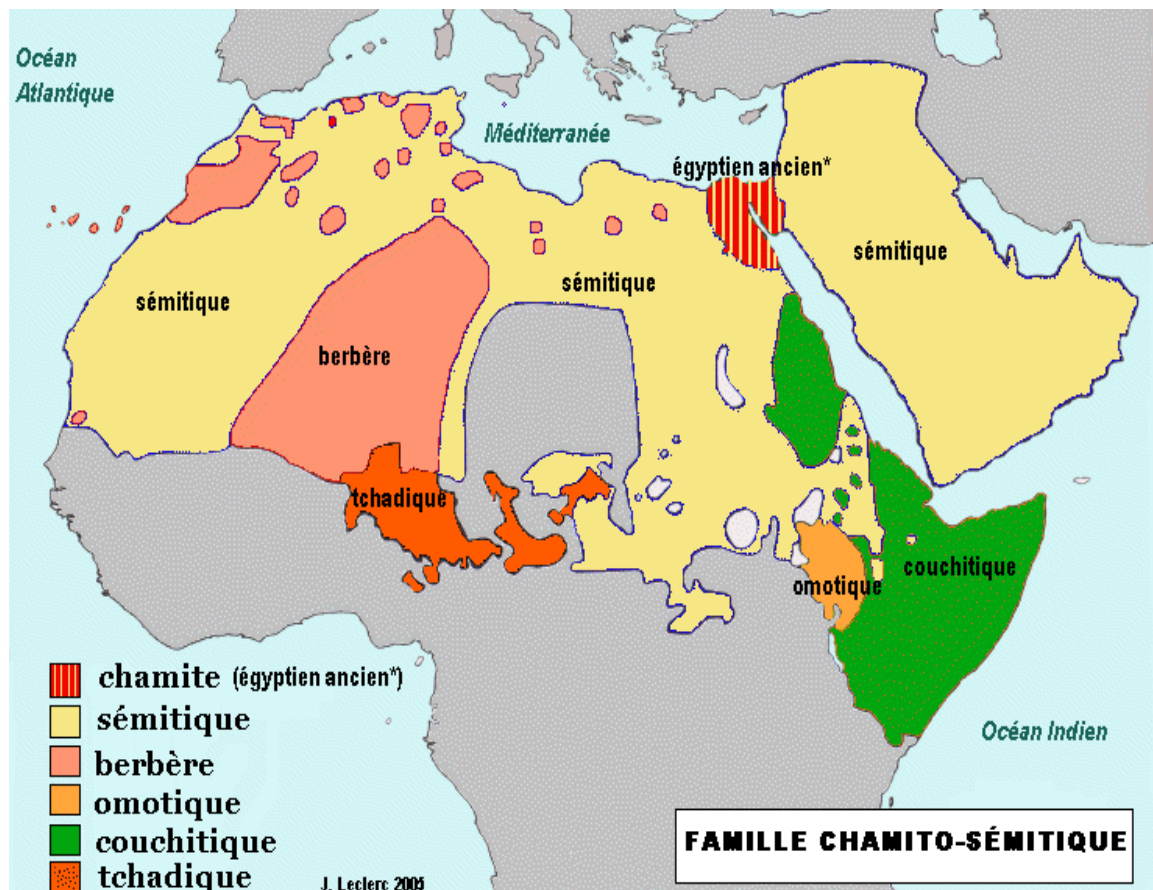 Océan
Atlantique
Méditerranée
égyptien ancien*
sémitique
sémitique
sémitique
berbère
tchadique
couchitique
omotique
chamite (égyptien ancien*)
sémitique
berbère
omotique
couchitique
tchadique
Océan Indien
FAMILLE CHAMITO-SÉMITIQUE
J. Leclerc 2005